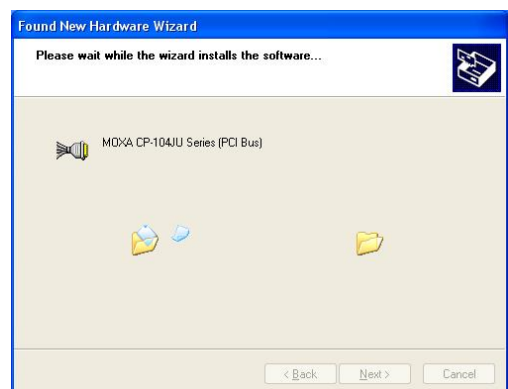 Found New Hardware Wizard
Please wait while the wizard installs the software...
MOXA CP-104JU Series (PCI Bus)
< Back
Next >
Cancel